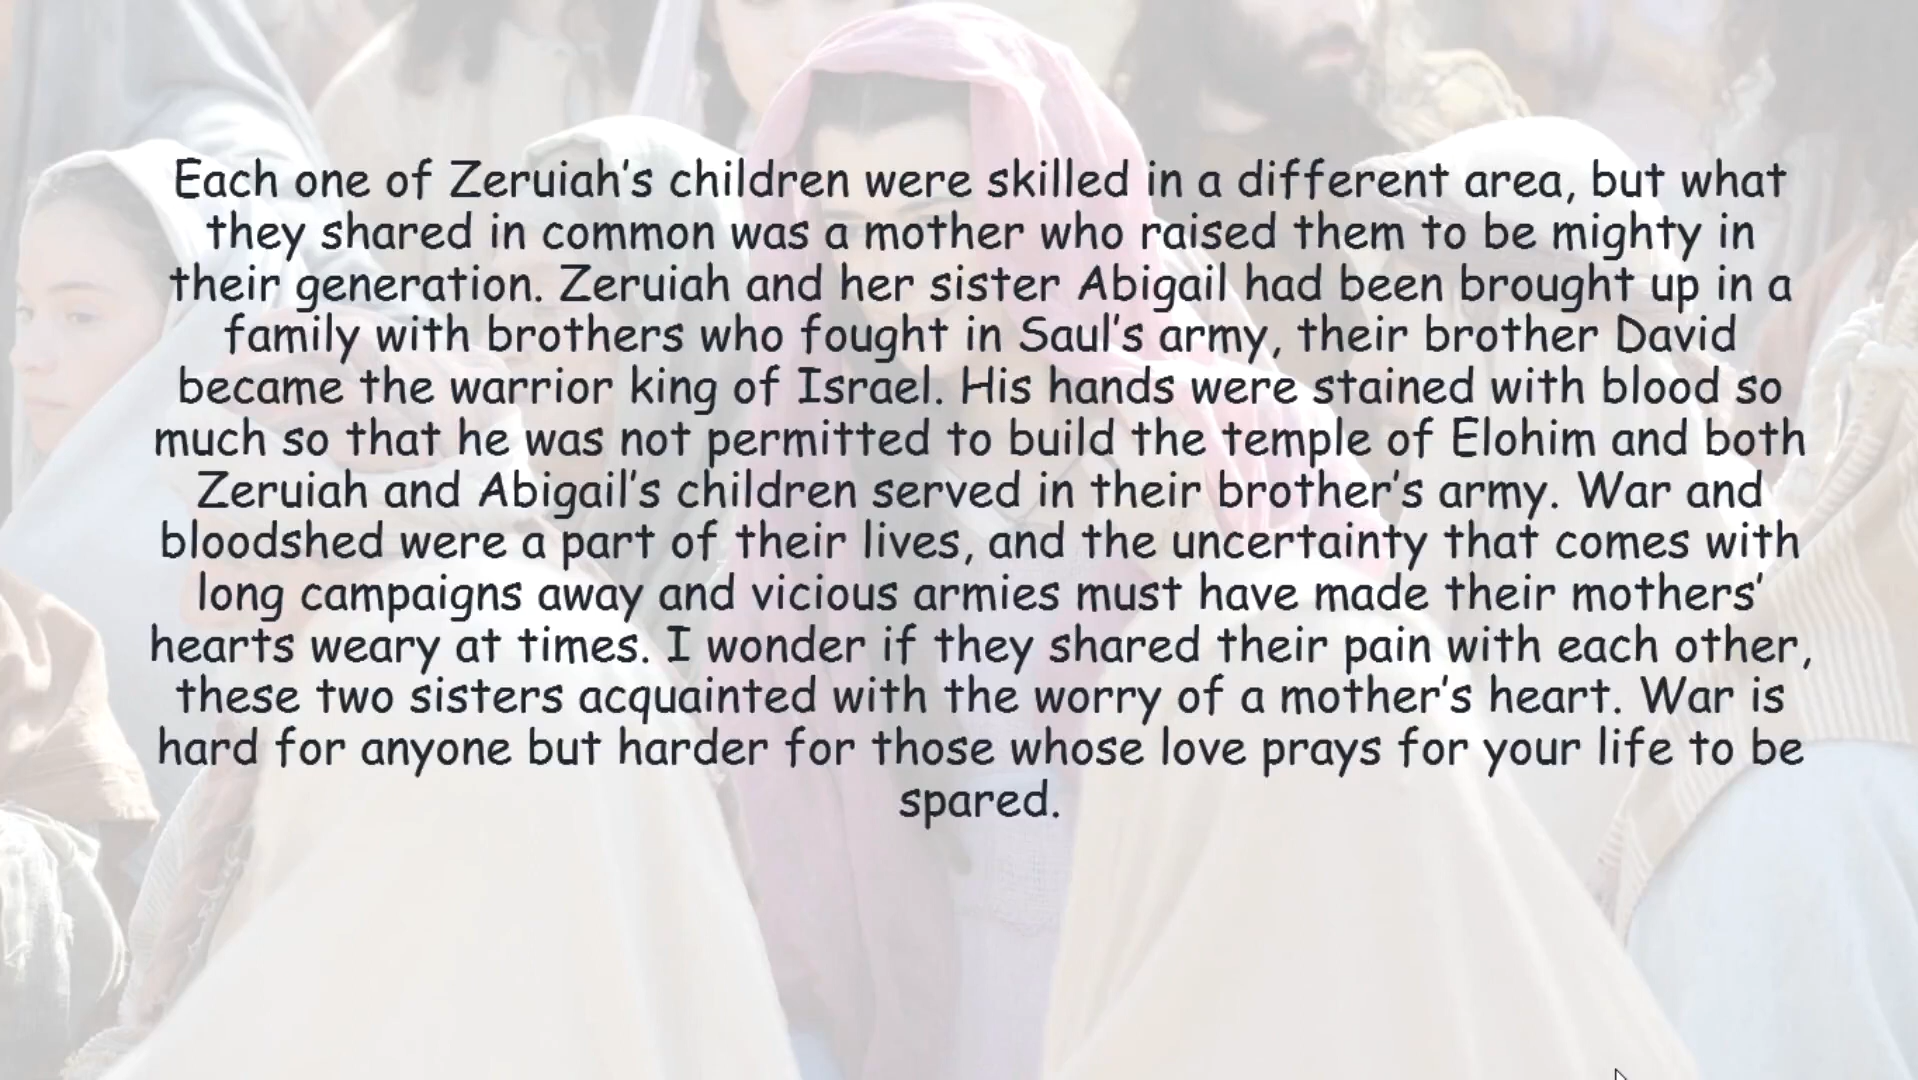 Each one of Zeruiah's children were skilled in a different area, but what
they shared in common was a mother who raised them to be mighty in
their generation. Zeruiah and her sister Abigail had been brought up in a
family with brothers who fought in Saul's army, their brother David
became the warrior king of Israel. His hands were stained with blood so
much so that he was not permitted to build the temple of Elohim and both
Zeruiah and Abigail's children served in their brother's army. War and
bloodshed were a part of their lives, and the uncertainty that comes with
long campaigns away and vicious armies must have made their mothers'
hearts weary at times. I wonder if they shared their pain with each other,
these two sisters acquainted with the worry of a mother's heart. War is
hard for anyone but harder for those whose love prays for your life to be
spared.